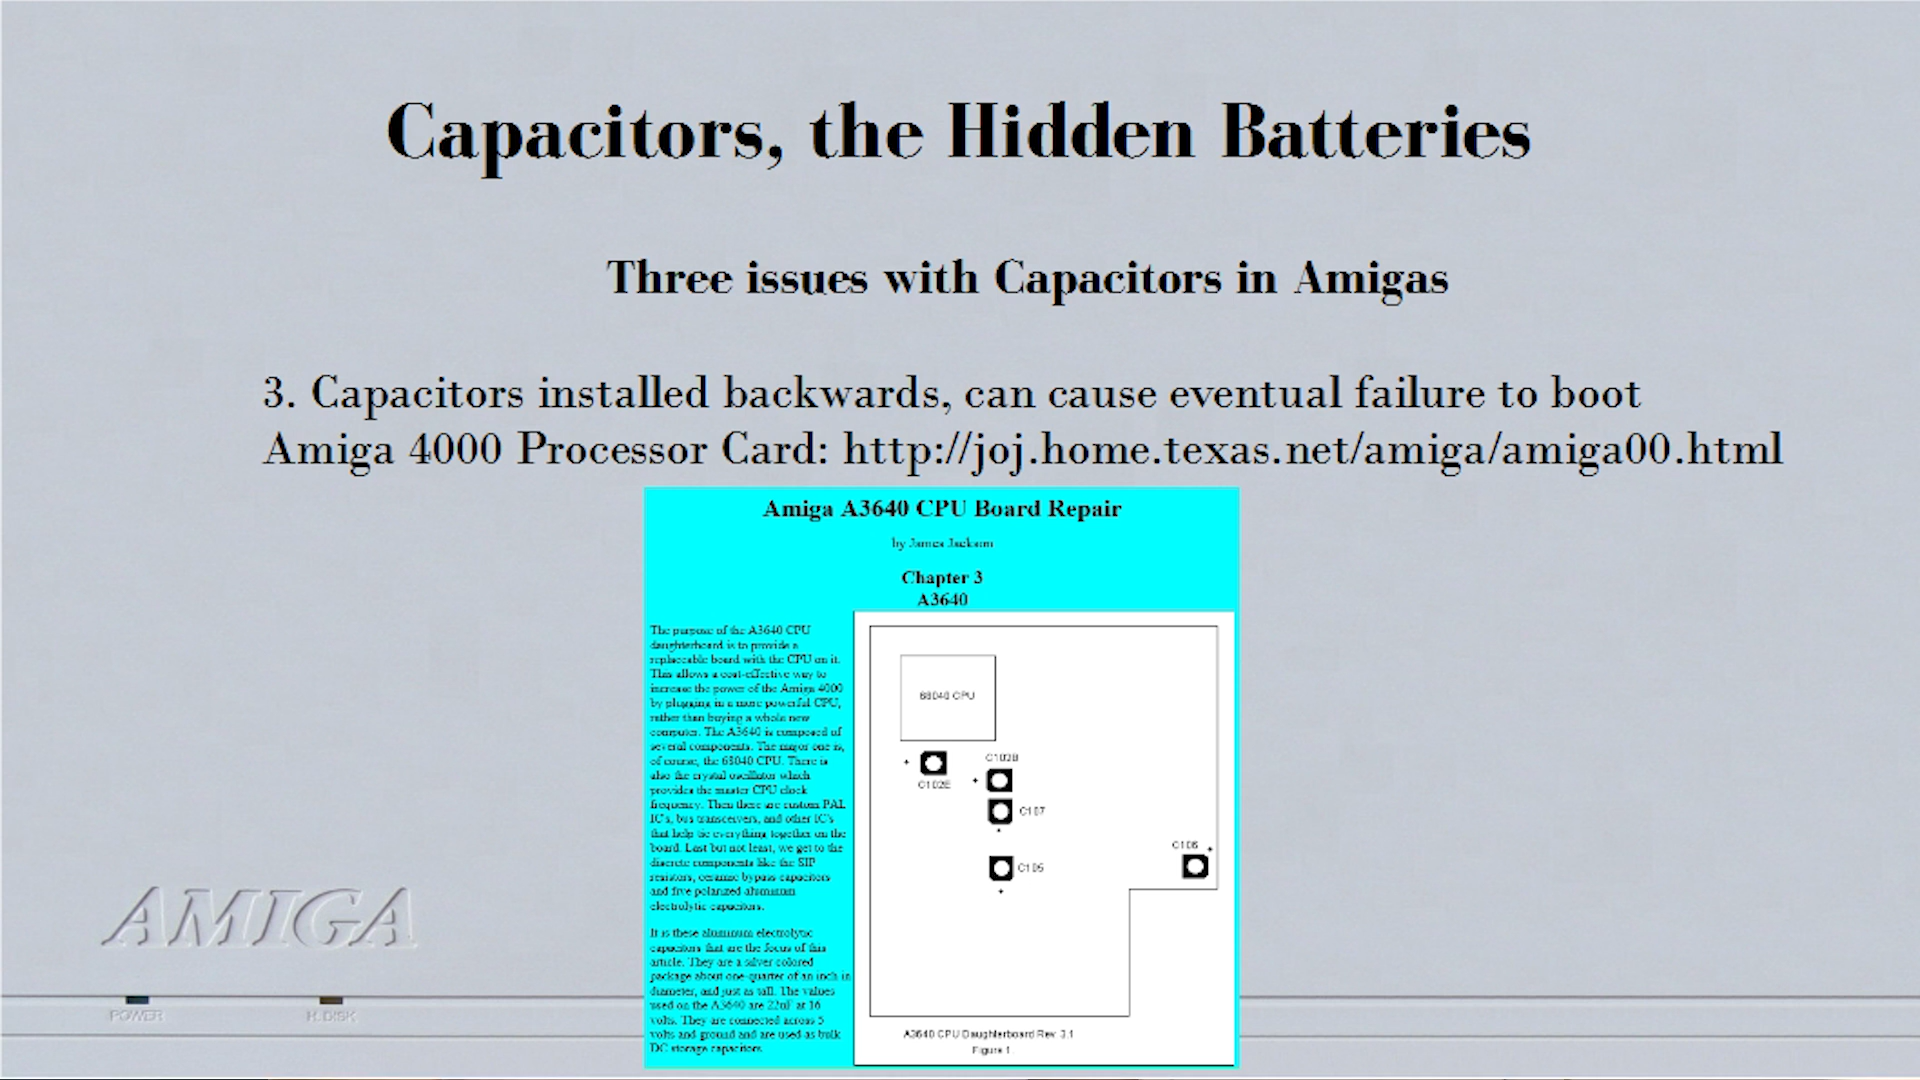 Capacitors, the Hidden Batteries
Three issues with Capacitors in Amigas
3. Capacitors installed backwards, can cause eventual failure to boot
Amiga 4000 Processor Card: http://joj.home.texas.net/amiga/amiga00.html
Amiga A3640 CPU Board Repair
by James Jackson
Chapter 3
A3640
The purpose of the A3640 CPU
daughterboard is to provide a
replaceable board with the CPU on it.
This allows a cost-effective way to
increase the power of the Amiga 4000
by plugging in a more powerful CPU,
rather than buying a whole new
computer. The A3640 is composed of
several components. The major one is,
of course, the 68040 CPU. There is
also the crystal oscillator which
provides the master CPU clock
frequency. Then there are custom PAL
IC's, bus transceivers, and other IC's
that help tie everything together on the
board. Last but not least, we get to the
discrete components like the SIP
resistors, ceramic bypass capacitors
and five polarized aluminum
electrolytic capacitors.
It is these aluminum electrolytic
capacitors that are the focus of this
article. They are a silver colored
package about one-quarter of an inch in
diameter, and just as tall. The values
used on the A3640 are 22uF at 16
volts. They are connected across 5
volts and ground and are used as bulk
DC storage capacitors.
68040 CPU
+
C102E
C102B
+
C107
+
C105
+
C106
+
A3640 CPU Daughterboard Rev. 3.1
Figure 1
AMIGA
POWER
H.DISK